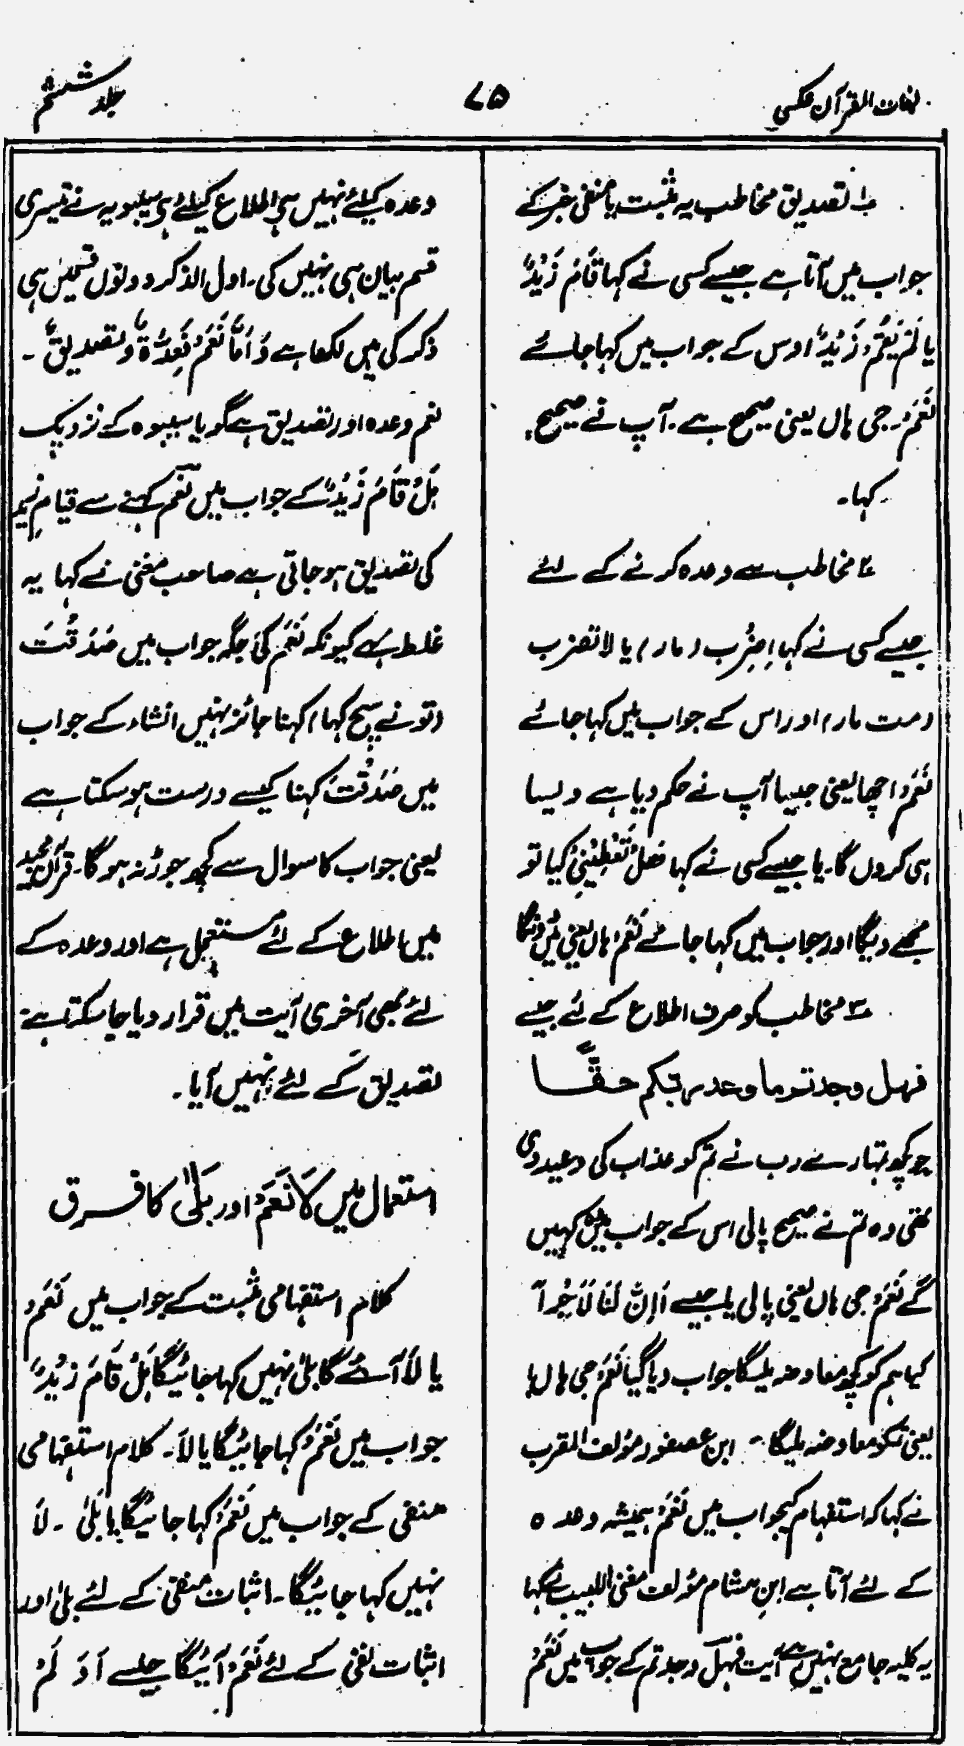 لغات القرآن عکسی
۷۵
جلد ششم
۱۔ تصدیق مخاطب یہ مثبت یا منفی خبر کے
جواب میں آتا ہے جیسے کسی نے کہا قَامَ زَیْدٌ
یا لَمْ یَقُمْ زَیْدٌ اوس کے جواب میں کہا جائے
نَعَمْ۔ جی ہاں یعنی صحیح ہے۔ آپ نے صحیح
کہا۔
۲۔ مخاطب سے وعدہ کرنے کے لئے
جیسے کسی نے کہا اِضْرِب (مار) یا لا تضرب
(مت مار) اور اس کے جواب میں کہا جائے
نَعَمْ اچھا یعنی جیسا آپ نے حکم دیا ہے ویسا
ہی کروں گا۔ یا جیسے کسی نے کہا هَلْ تُعْطِیْنِیْ کیا تو
مجھے دیگا اور جواب میں کہا جائے نَعَمْ ہاں یعنی میں دونگا
۳۔ مخاطب کو صرف اطلاع کے لئے جیسے
فهل وجدتم ما وعد ربكم حقًّا
جو کچھ تمہارے رب نے تم کو عذاب کی وعید دی
تھی وہ تم نے صحیح پالی اس کے جواب میں کہیں
گے نَعَمْ جی ہاں یعنی پالی یا جیسے أَإِنَّ لَنَا لَأَجْرًا
کیا ہم کو کچھ معاوضہ ملیگا جواب دیا گیا نَعَمْ جی ہاں
یعنی تمکو معاوضہ ملیگا۔ ابن عصفور مؤلف المقرب
نے کہا کہ استفہام کیجواب میں نَعَمْ ہمیشہ وعدہ
کے لئے آتا ہے ابنِ ہشام مؤلف مغنی اللبیب نے کہا
یہ کلیہ جامع نہیں ہے آیت فهل وجدتم کے جواب میں نَعَمْ
وعدہ کیلئے نہیں ہے اطلاع کیلئے ہے سیبویہ نے تیسری
قسم بیان ہی نہیں کی۔ اول الذکر دونوں قسمیں ہی
ذکر کی ہیں لکھا ہے وَ اَمَّا نَعَمْ فَعِدَةٌ وتصدیقٌ۔
نعم وعدہ اور تصدیق ہے گویا سیبویہ کے نزدیک
هَلْ قَامَ زَیْدٌ کے جواب میں نَعَمْ کہنے سے قیامِ زید
کی تصدیق ہو جاتی ہے صاحب مغنی نے کہا یہ
غلط ہے کیونکہ نَعَمْ کی جگہ جواب میں صَدَقْتَ
(تو نے سچ کہا) کہنا جائز نہیں انشاء کے جواب
میں صَدَقْتَ کہنا کیسے درست ہو سکتا ہے
یعنی جواب کا سوال سے کچھ جوڑ نہ ہوگا۔ قرآن مجید
میں اطلاع کے لئے مستعمل ہے اور وعدہ کے
لئے بھی آخری آیت میں قرار دیا جا سکتا ہے۔
تصدیق کے لئے نہیں آیا۔
استعمال میں لَا نَعَمْ اور بَلٰی کا فرق
کلام استفہامی مثبت کے جواب میں نَعَمْ
یا لَا آئے گا بلٰی نہیں کہا جائیگا هَلْ قَامَ زَیْدٌ
جواب میں نَعَمْ کہا جائیگا یا لَا۔ کلام استفہامی
منفی کے جواب میں نَعَمْ کہا جائیگا یا بَلٰی۔ لَا
نہیں کہا جائیگا۔ اثبات منفی کے لئے بلٰی اور
اثبات نفی کے لئے نَعَمْ آئیگا جیسے اَوَ لَمْ